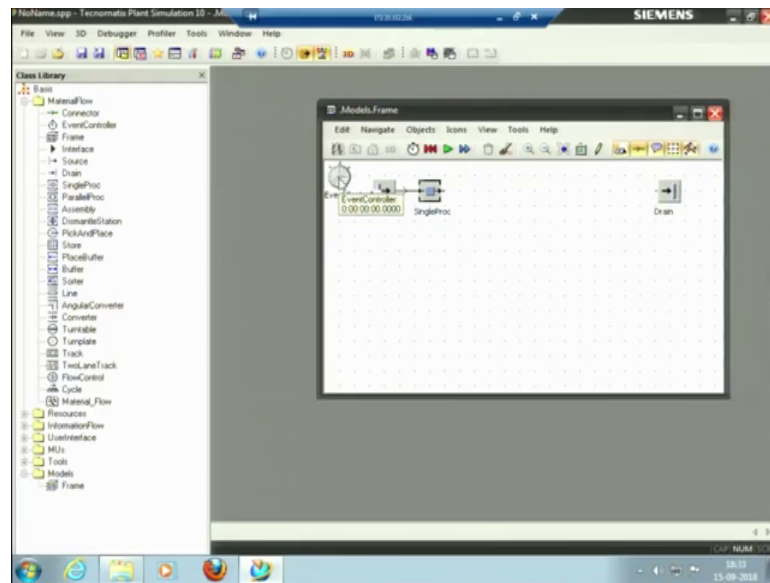 NoName.spp - Tecnomatix Plant Simulation 10 - .M
SIEMENS
File View 3D Debugger Profiler Tools Window Help
Class Library
Basis
MaterialFlow
Connector
EventController
Frame
Interface
Source
Drain
SingleProc
ParallelProc
Assembly
DismantleStation
PickAndPlace
Store
PlaceBuffer
Buffer
Sorter
Line
AngularConverter
Converter
Turntable
Turnplate
Track
TwoLaneTrack
FlowControl
Cycle
Material_Flow
Resources
InformationFlow
UserInterface
MUs
Tools
Models
Frame
.Models.Frame
Edit Navigate Objects Icons View Tools Help
EventController
0:00:00:00.0000
SingleProc
Drain
CAP NUM
18:33
15-09-2018